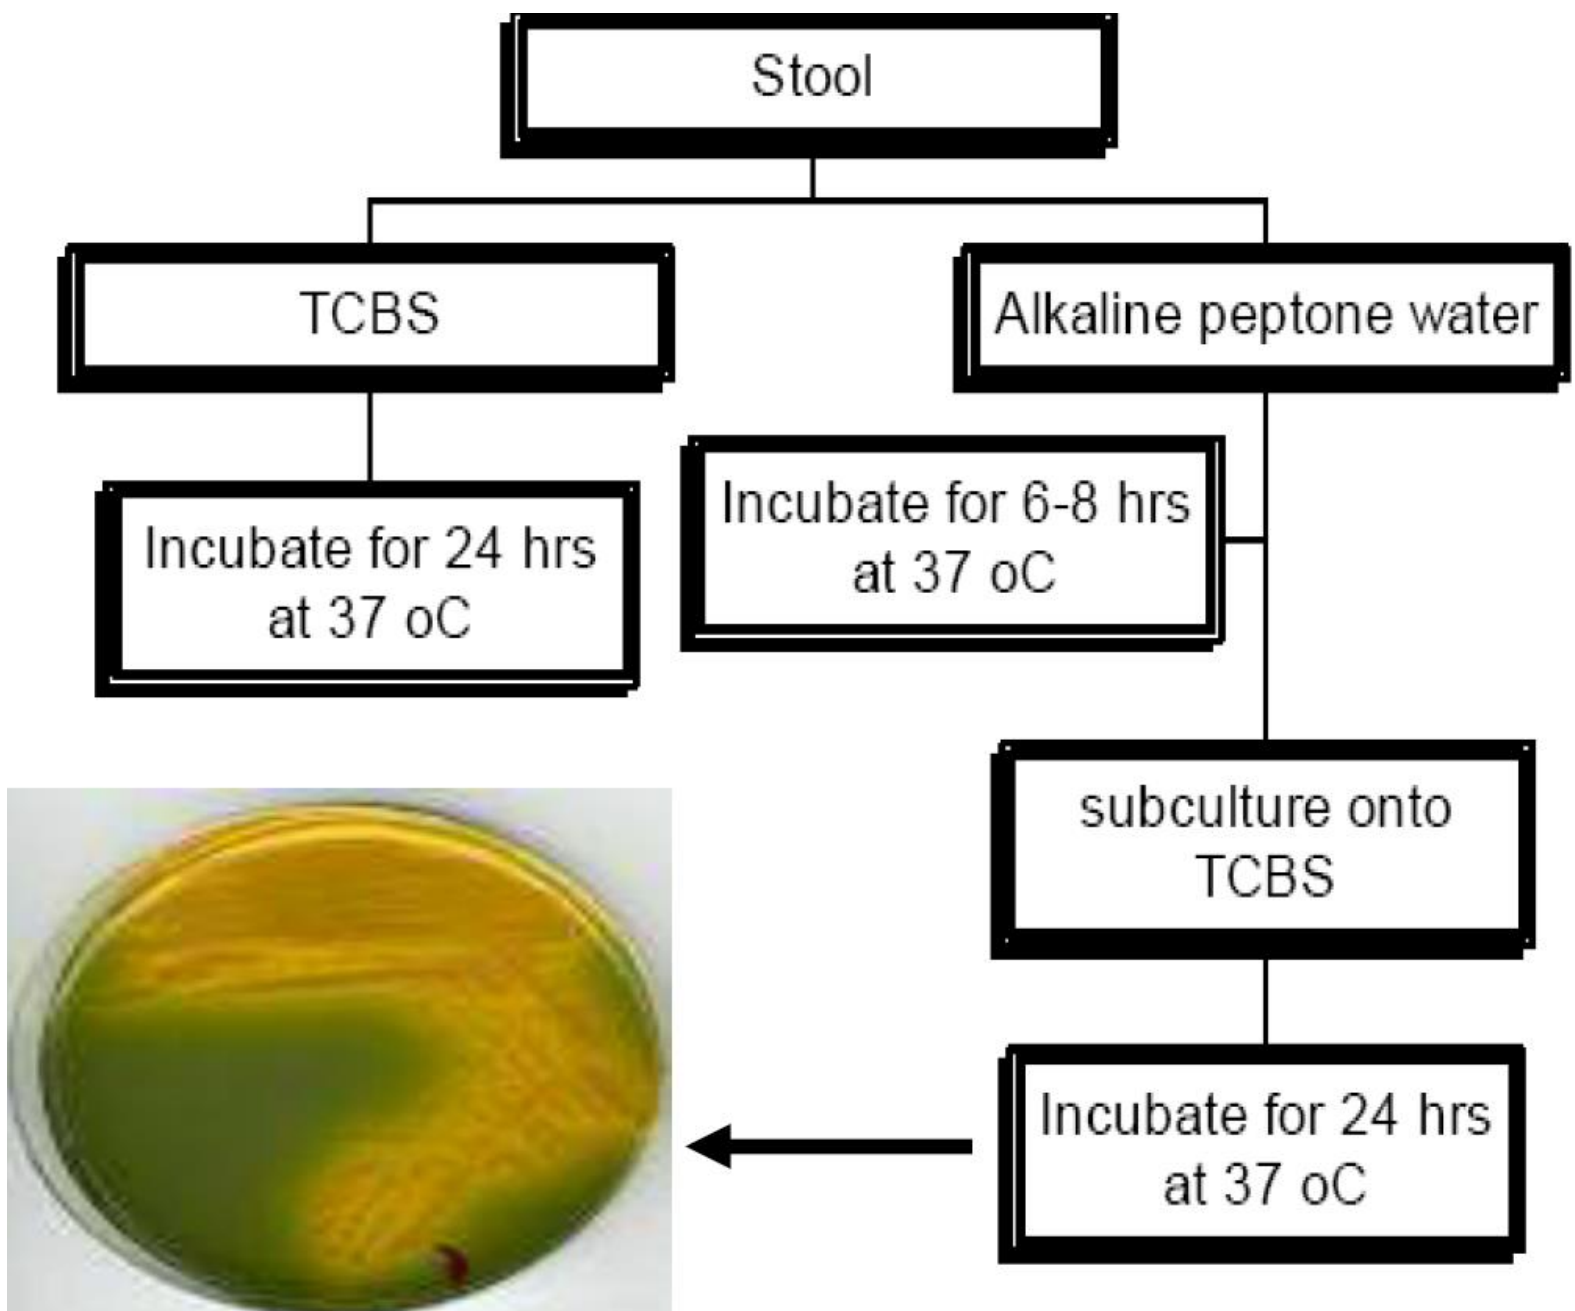 Stool
TCBS
Alkaline peptone water
Incubate for 24 hrs
at 37 oC
Incubate for 6-8 hrs
at 37 oC
subculture onto
TCBS
Incubate for 24 hrs
at 37 oC